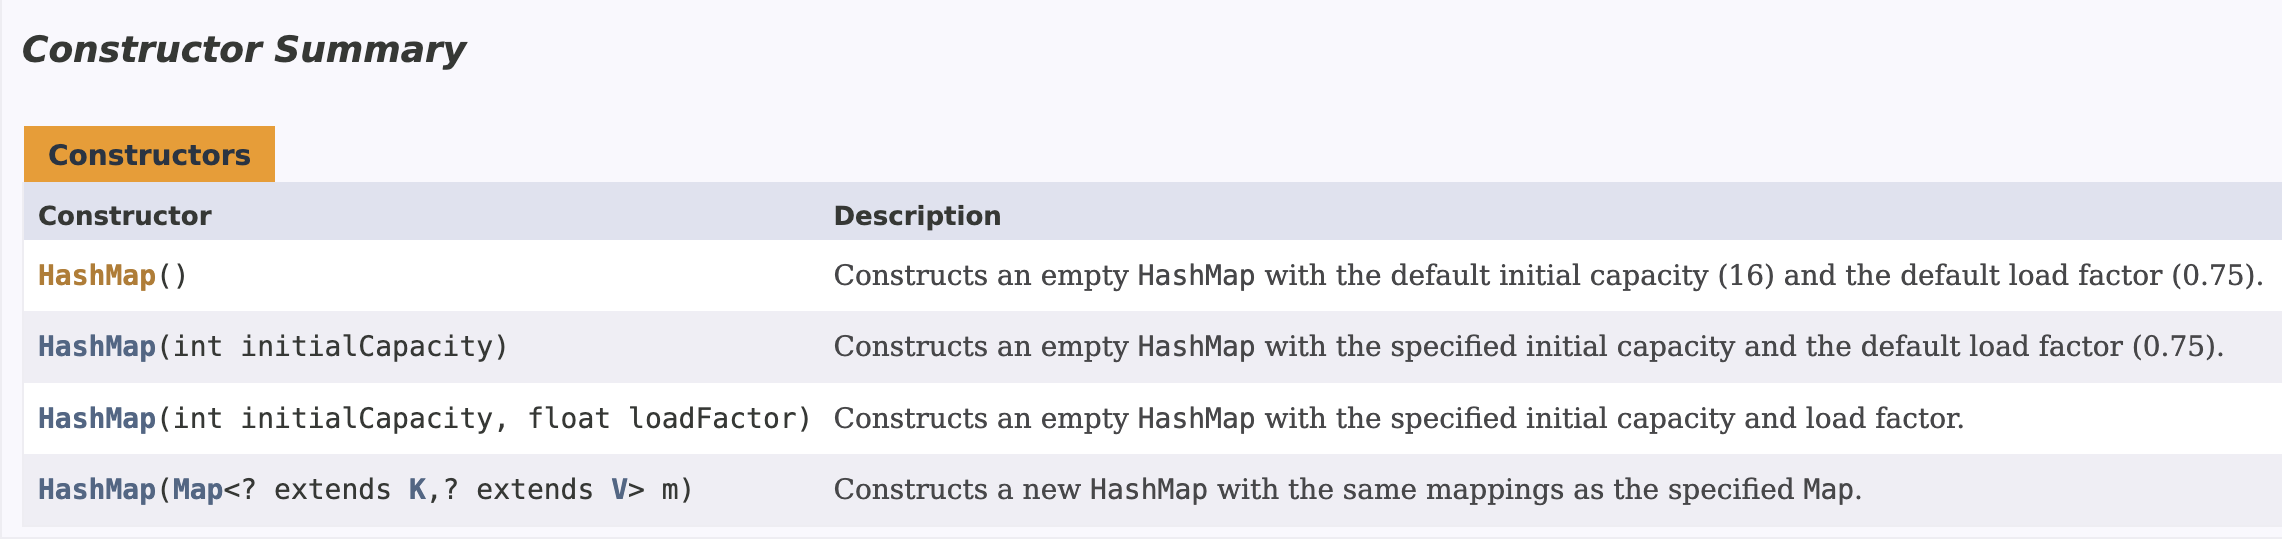 Constructor Summary
Constructors
Constructor Description
HashMap() Constructs an empty HashMap with the default initial capacity (16) and the default load factor (0.75).
HashMap(int initialCapacity) Constructs an empty HashMap with the specified initial capacity and the default load factor (0.75).
HashMap(int initialCapacity, float loadFactor) Constructs an empty HashMap with the specified initial capacity and load factor.
HashMap(Map<? extends K,? extends V> m) Constructs a new HashMap with the same mappings as the specified Map.